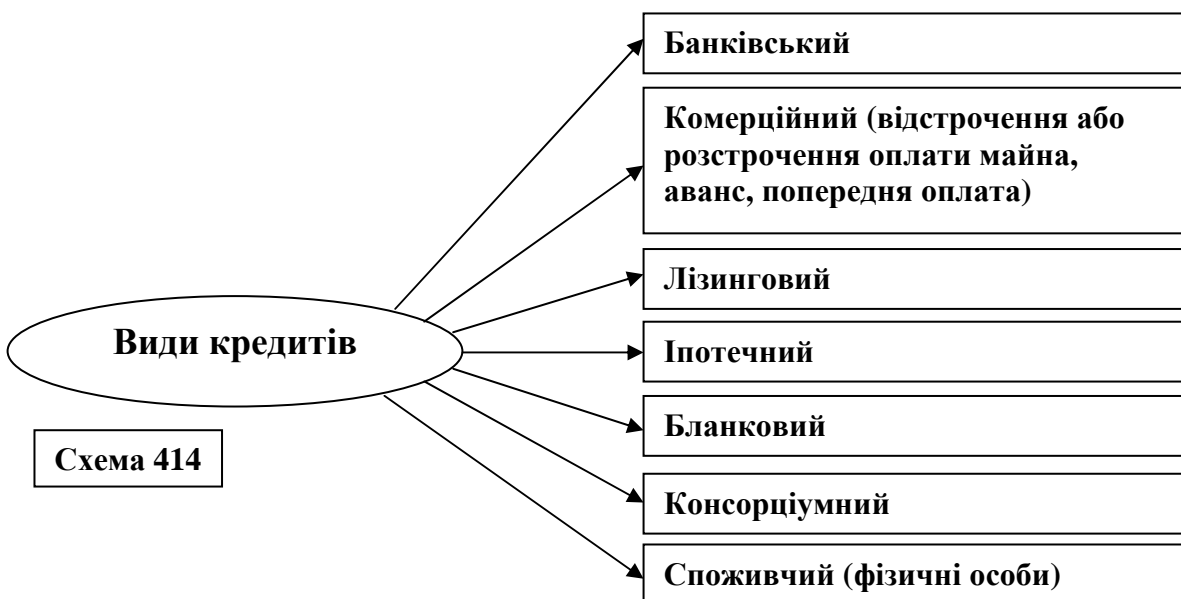 Банківський
Комерційний (відстрочення або
розстрочення оплати майна,
аванс, попередня оплата)
Лізинговий
Види кредитів
Іпотечний
Бланковий
Схема 414
Консорціумний
Споживчий (фізичні особи)